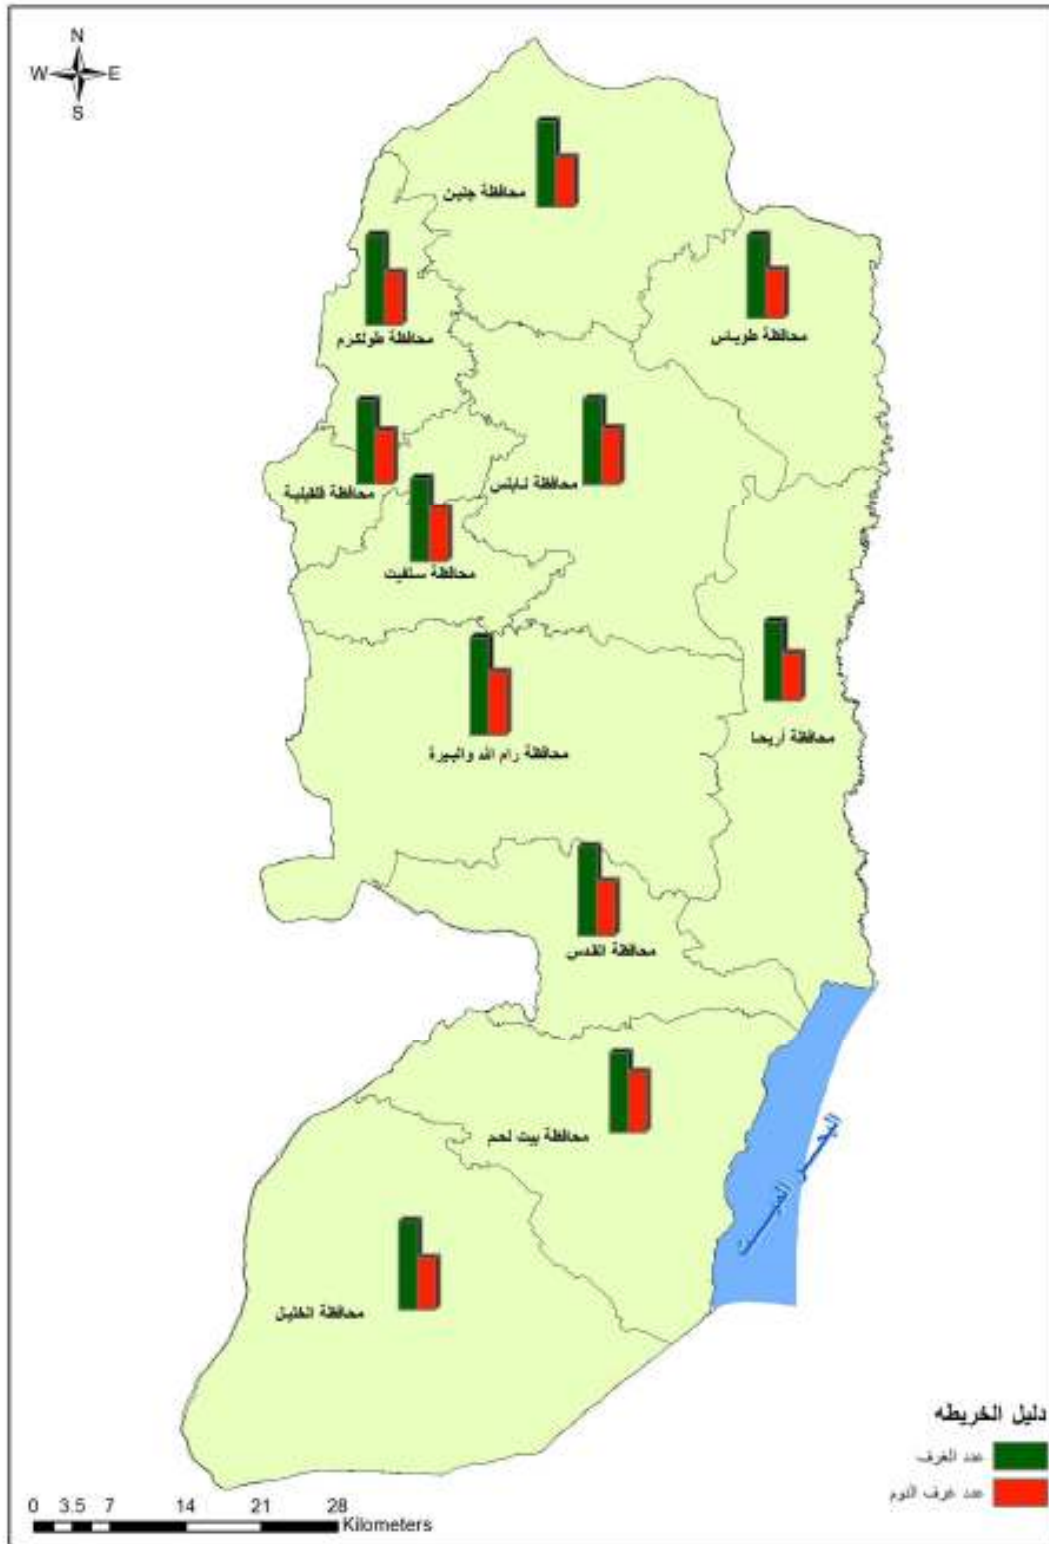 N
W E
S
محافظة جنين
محافظة طولكرم
محافظة طوباس
محافظة قلقيلية
محافظة نابلس
محافظة سلفيت
محافظة رام الله والبيرة
محافظة أريحا
محافظة القدس
محافظة بيت لحم
البحر الميت
محافظة الخليل
دليل الخريطه
عدد الغرف
عدد غرف النوم
0 3.5 7 14 21 28
Kilometers